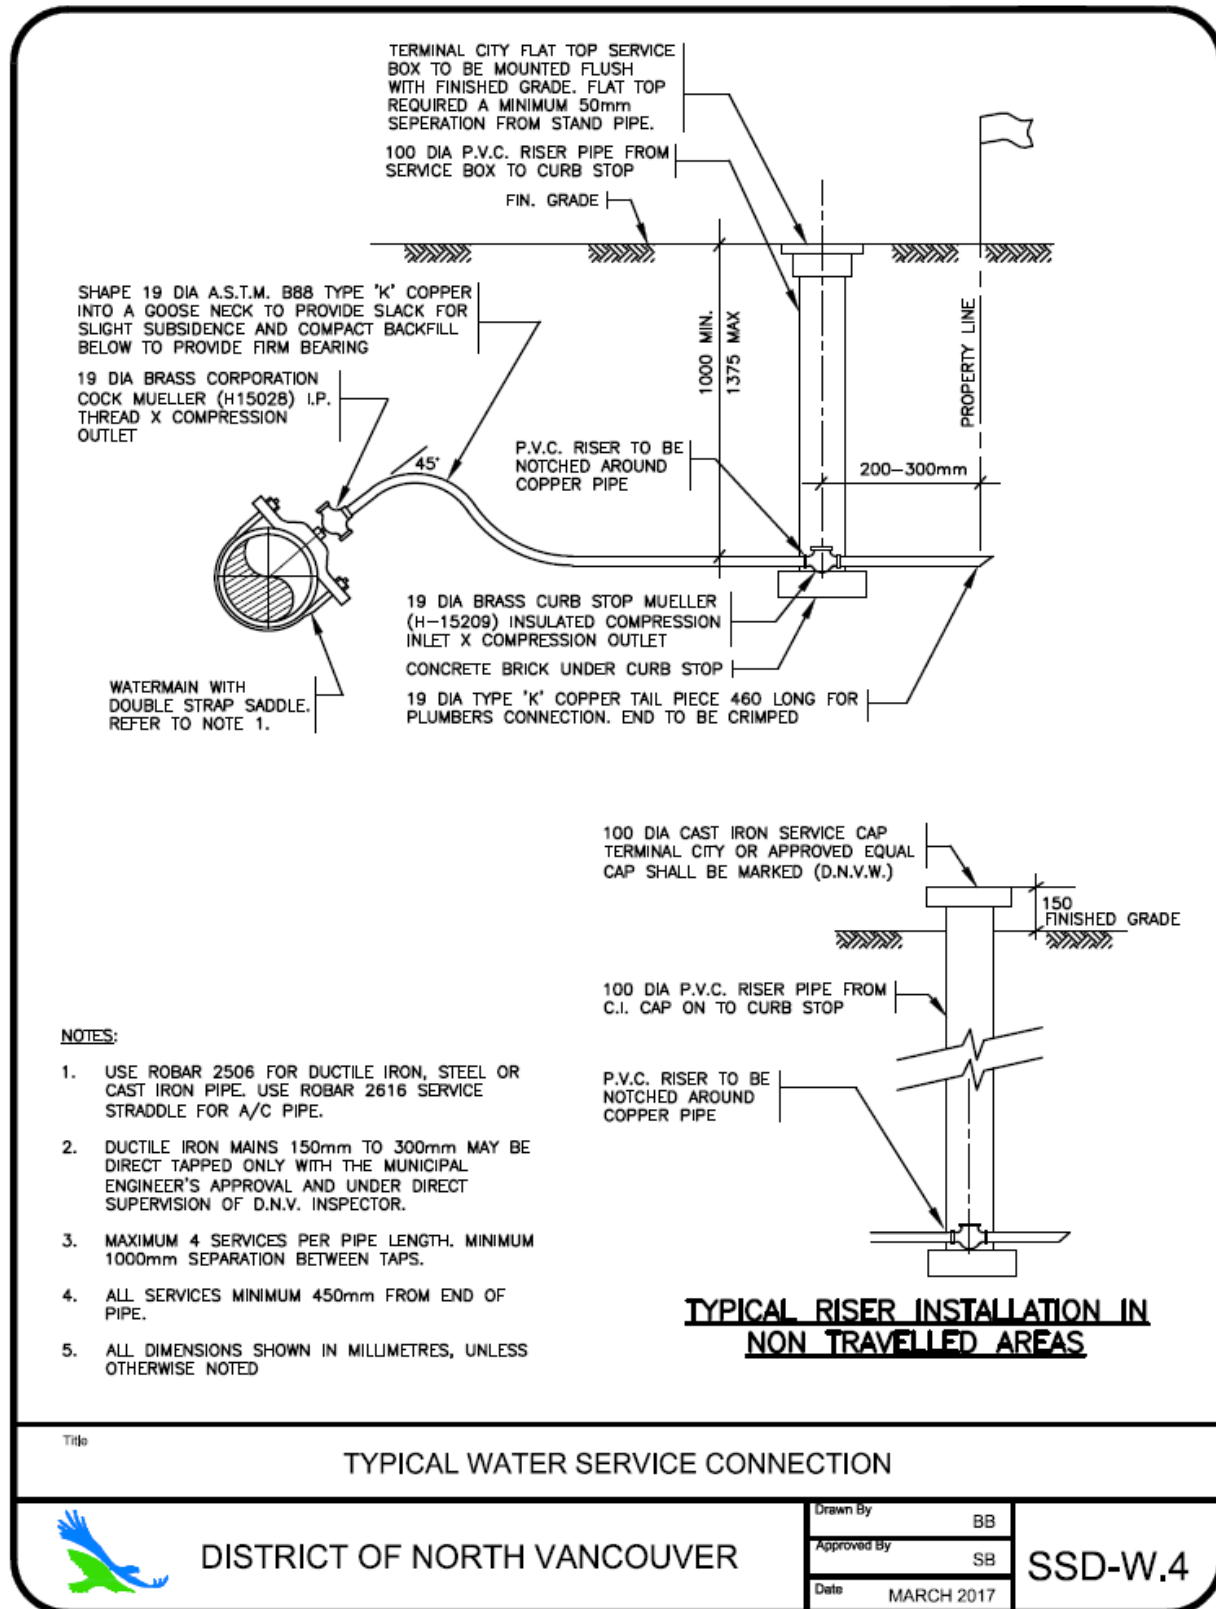 TERMINAL CITY FLAT TOP SERVICE
BOX TO BE MOUNTED FLUSH
WITH FINISHED GRADE. FLAT TOP
REQUIRED A MINIMUM 50mm
SEPERATION FROM STAND PIPE.
100 DIA P.V.C. RISER PIPE FROM
SERVICE BOX TO CURB STOP
FIN. GRADE
SHAPE 19 DIA A.S.T.M. B88 TYPE 'K' COPPER
INTO A GOOSE NECK TO PROVIDE SLACK FOR
SLIGHT SUBSIDENCE AND COMPACT BACKFILL
BELOW TO PROVIDE FIRM BEARING
19 DIA BRASS CORPORATION
COCK MUELLER (H15028) I.P.
THREAD X COMPRESSION
OUTLET
45°
1000 MIN.
1375 MAX
PROPERTY LINE
P.V.C. RISER TO BE
NOTCHED AROUND
COPPER PIPE
200-300mm
19 DIA BRASS CURB STOP MUELLER
(H-15209) INSULATED COMPRESSION
INLET X COMPRESSION OUTLET
CONCRETE BRICK UNDER CURB STOP
19 DIA TYPE 'K' COPPER TAIL PIECE 460 LONG FOR
PLUMBERS CONNECTION. END TO BE CRIMPED
WATERMAIN WITH
DOUBLE STRAP SADDLE.
REFER TO NOTE 1.
100 DIA CAST IRON SERVICE CAP
TERMINAL CITY OR APPROVED EQUAL
CAP SHALL BE MARKED (D.N.V.W.)
150
FINISHED GRADE
100 DIA P.V.C. RISER PIPE FROM
C.I. CAP ON TO CURB STOP
P.V.C. RISER TO BE
NOTCHED AROUND
COPPER PIPE
TYPICAL RISER INSTALLATION IN
NON TRAVELLED AREAS
NOTES:
1. USE ROBAR 2506 FOR DUCTILE IRON, STEEL OR
CAST IRON PIPE. USE ROBAR 2616 SERVICE
STRADDLE FOR A/C PIPE.
2. DUCTILE IRON MAINS 150mm TO 300mm MAY BE
DIRECT TAPPED ONLY WITH THE MUNICIPAL
ENGINEER'S APPROVAL AND UNDER DIRECT
SUPERVISION OF D.N.V. INSPECTOR.
3. MAXIMUM 4 SERVICES PER PIPE LENGTH. MINIMUM
1000mm SEPARATION BETWEEN TAPS.
4. ALL SERVICES MINIMUM 450mm FROM END OF
PIPE.
5. ALL DIMENSIONS SHOWN IN MILLIMETRES, UNLESS
OTHERWISE NOTED
Title
TYPICAL WATER SERVICE CONNECTION
DISTRICT OF NORTH VANCOUVER
Drawn By BB
Approved By SB
Date MARCH 2017
SSD-W.4